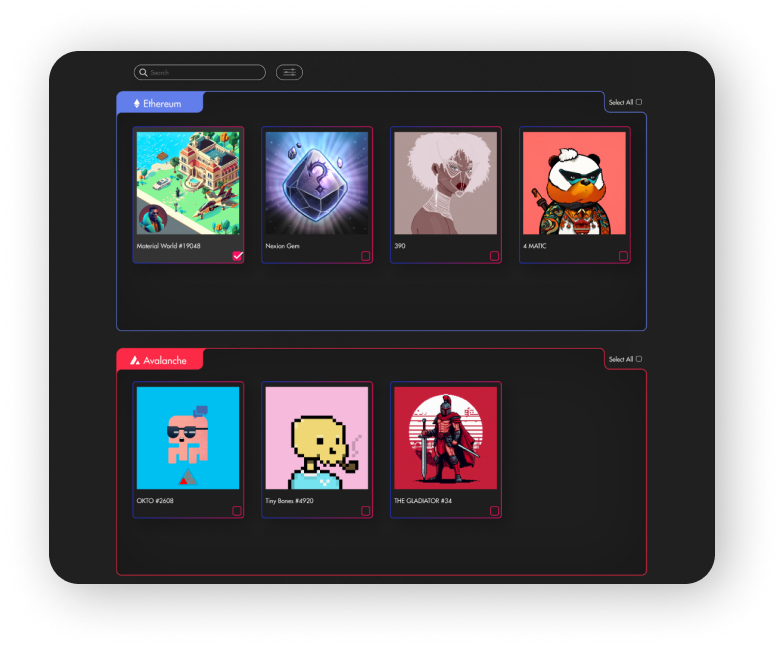 Search
Ethereum
Select All
Material World #19048
Nexian Gem
390
4 MATIC
Avalanche
Select All
OKTO #2608
Tiny Bones #4920
THE GLADIATOR #34